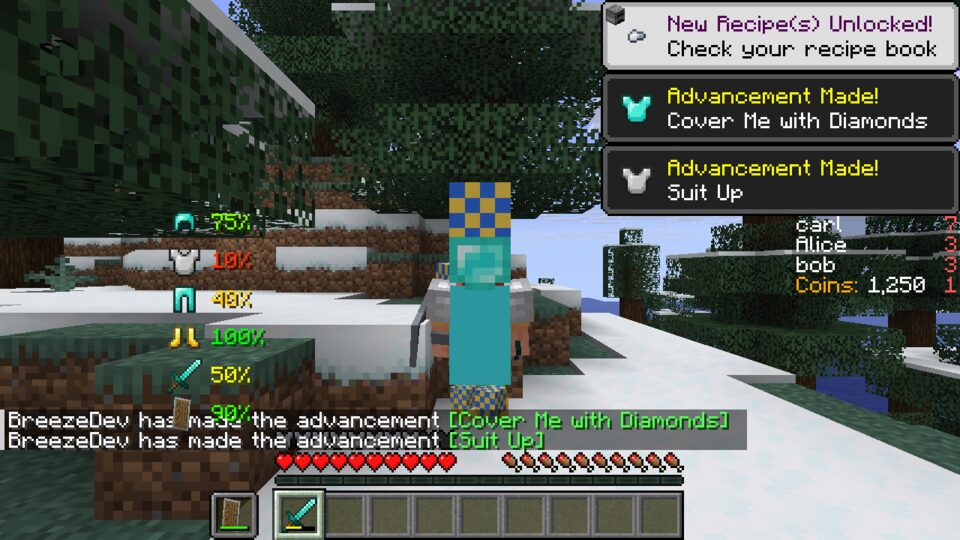 New Recipe(s) Unlocked!
Check your recipe book
Advancement Made!
Cover Me with Diamonds
Advancement Made!
Suit Up
carl 7
Alice 3
bob 3
Coins: 1,250 1
75%
10%
40%
100%
50%
90%
BreezeDev has made the advancement [Cover Me with Diamonds]
BreezeDev has made the advancement [Suit Up]